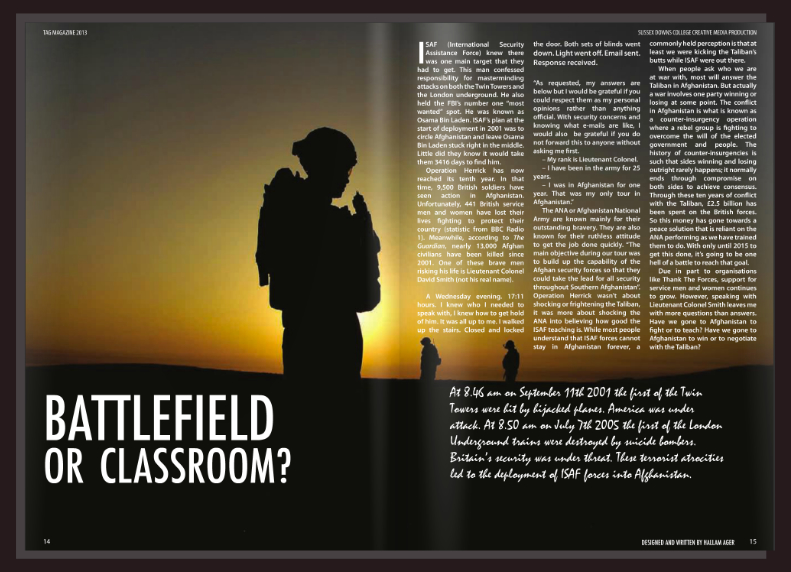 TAG MAGAZINE 2013
SUSSEX DOWNS COLLEGE CREATIVE MEDIA PRODUCTION
BATTLEFIELD
OR CLASSROOM?
ISAF (International Security
Assistance Force) knew there
was one main target that they
had to get. This man confessed
responsibility for masterminding
attacks on both the Twin Towers and
the London underground. He also
held the FBI's number one "most
wanted" spot. He was known as
Osama Bin Laden. ISAF's plan at the
start of deployment in 2001 was to
circle Afghanistan and leave Osama
Bin Laden stuck right in the middle.
Little did they know it would take
them 3416 days to find him.
Operation Herrick has now
reached its tenth year. In that
time, 9,500 British soldiers have
seen action in Afghanistan.
Unfortunately, 441 British service
men and women have lost their
lives fighting to protect their
country (statistic from BBC Radio
1). Meanwhile, according to The
Guardian, nearly 13,000 Afghan
civilians have been killed since
2001. One of these brave men
risking his life is Lieutenant Colonel
David Smith (not his real name).
A Wednesday evening. 17:11
hours. I knew who I needed to
speak with, I knew how to get hold
of him. It was all up to me. I walked
up the stairs. Closed and locked
the door. Both sets of blinds went
down. Light went off. Email sent.
Response received.
"As requested, my answers are
below but I would be grateful if you
could respect them as my personal
opinions rather than anything
official. With security concerns and
knowing what e-mails are like, I
would also be grateful if you do
not forward this to anyone without
asking me first.
– My rank is Lieutenant Colonel.
– I have been in the army for 25
years.
– I was in Afghanistan for one
year. That was my only tour in
Afghanistan."
The ANA or Afghanistan National
Army are known mainly for their
outstanding bravery. They are also
known for their ruthless attitude
to get the job done quickly. "The
main objective during our tour was
to build up the capability of the
Afghan security forces so that they
could take the lead for all security
throughout Southern Afghanistan".
Operation Herrick wasn't about
shocking or frightening the Taliban,
it was more about shocking the
ANA into believing how good the
ISAF teaching is. While most people
understand that ISAF forces cannot
stay in Afghanistan forever, a
commonly held perception is that at
least we were kicking the Taliban's
butts while ISAF were out there.
When people ask who we are
at war with, most will answer the
Taliban in Afghanistan. But actually
a war involves one party winning or
losing at some point. The conflict
in Afghanistan is what is known as
a counter-insurgency operation
where a rebel group is fighting to
overcome the will of the elected
government and people. The
history of counter-insurgencies is
such that sides winning and losing
outright rarely happens; it normally
ends through compromise on
both sides to achieve consensus.
Through these ten years of conflict
with the Taliban, £2.5 billion has
been spent on the British forces.
So this money has gone towards a
peace solution that is reliant on the
ANA performing as we have trained
them to do. With only until 2015 to
get this done, it's going to be one
hell of a battle to reach that goal.
Due in part to organisations
like Thank The Forces, support for
service men and women continues
to grow. However, speaking with
Lieutenant Colonel Smith leaves me
with more questions than answers.
Have we gone to Afghanistan to
fight or to teach? Have we gone to
Afghanistan to win or to negotiate
with the Taliban?
At 8.46 am on September 11th 2001 the first of the Twin
Towers were hit by hijacked planes. America was under
attack. At 8.50 am on July 7th 2005 the first of the London
Underground trains were destroyed by suicide bombers.
Britain's security was under threat. These terrorist atrocities
led to the deployment of ISAF forces into Afghanistan.
14
DESIGNED AND WRITTEN BY HALLAM AGER
15